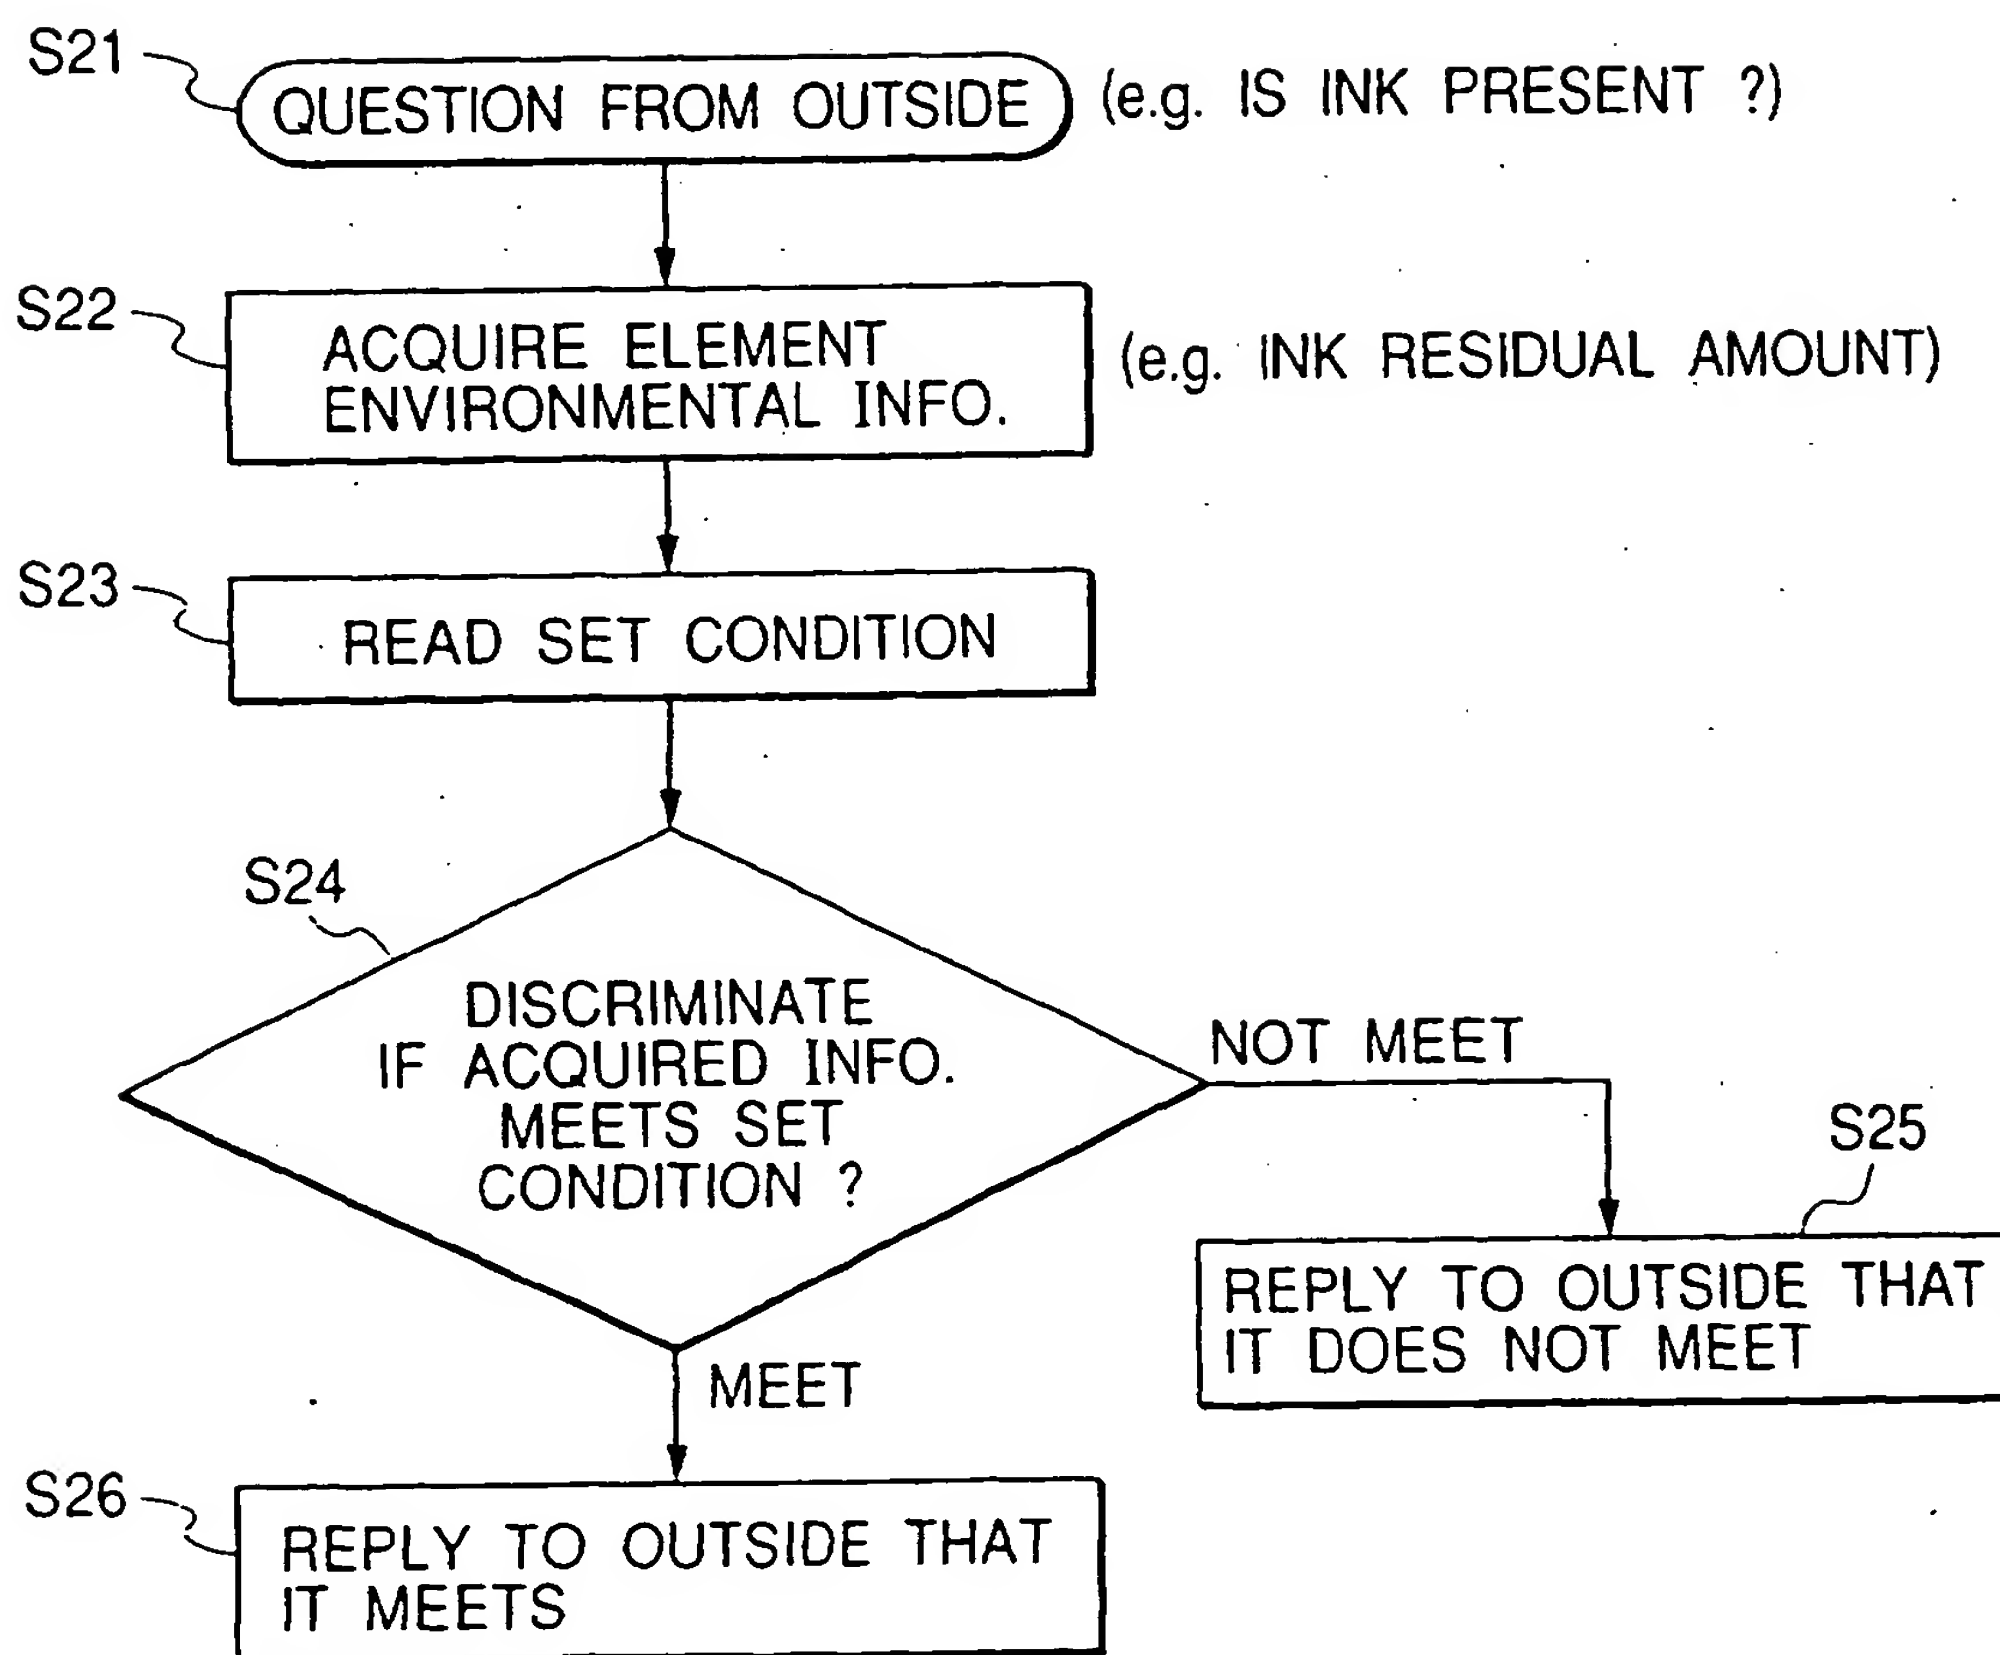 S21
QUESTION FROM OUTSIDE (e.g. IS INK PRESENT ?)
S22
ACQUIRE ELEMENT
ENVIRONMENTAL INFO.
(e.g. INK RESIDUAL AMOUNT)
S23
READ SET CONDITION
S24
DISCRIMINATE
IF ACQUIRED INFO.
MEETS SET
CONDITION ?
NOT MEET
S25
REPLY TO OUTSIDE THAT
IT DOES NOT MEET
MEET
S26
REPLY TO OUTSIDE THAT
IT MEETS